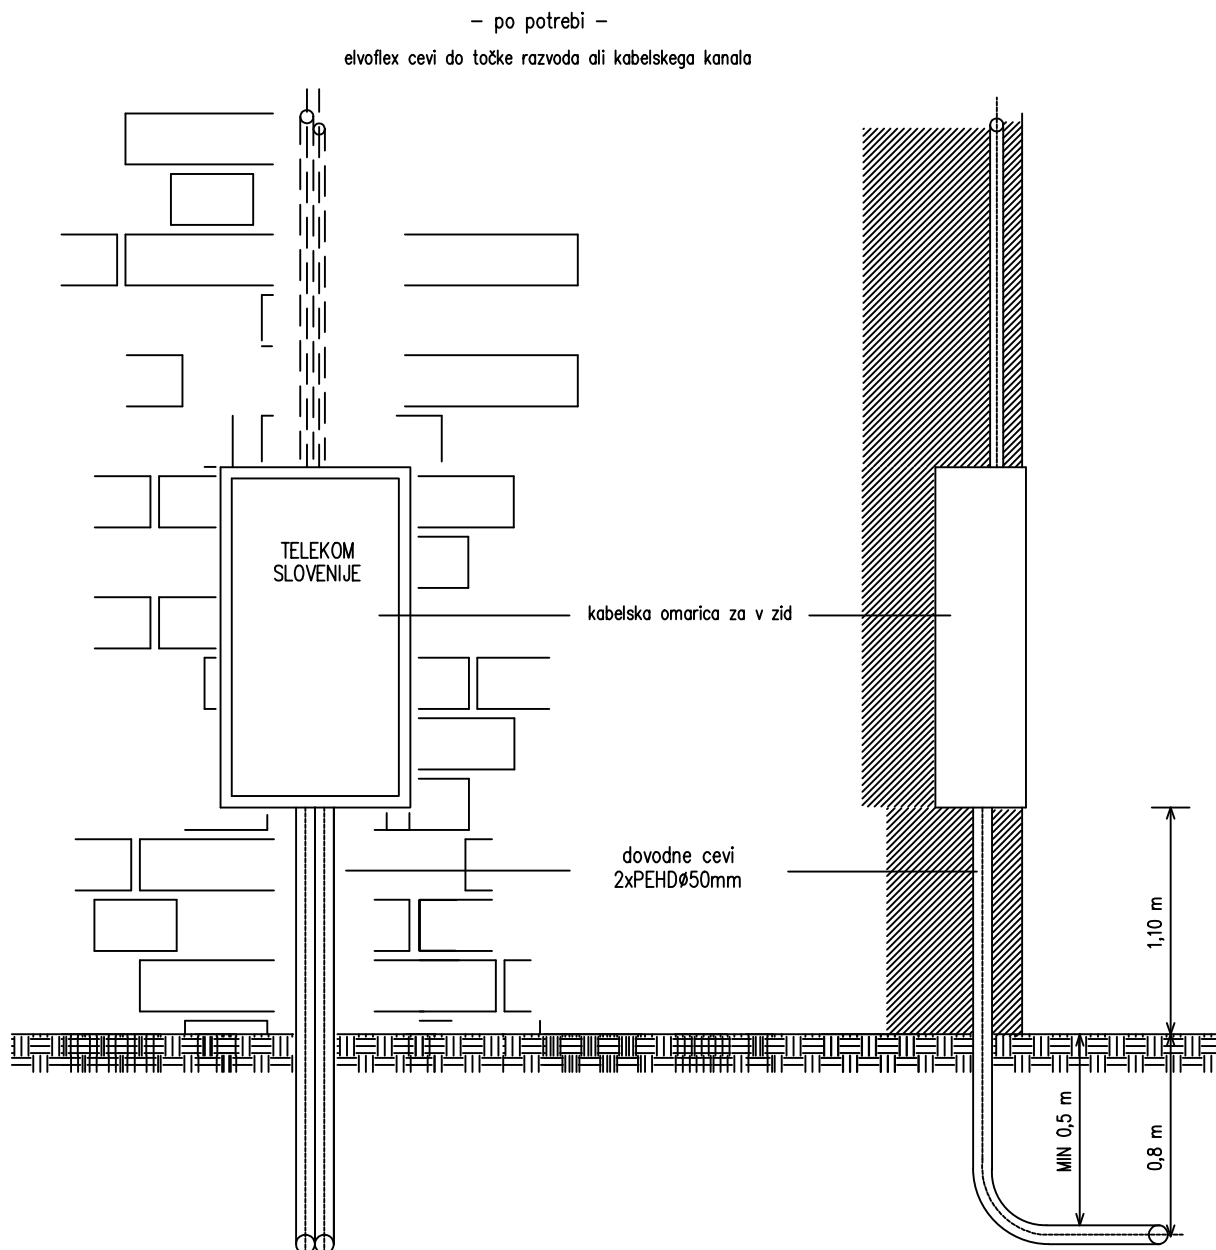 – po potrebi –
elvoflex cevi do točke razvoda ali kabelskega kanala
TELEKOM
SLOVENIJE
kabelska omarica za v zid
dovodne cevi
2xPEHDø50mm
1,10 m
MIN 0,5 m
0,8 m